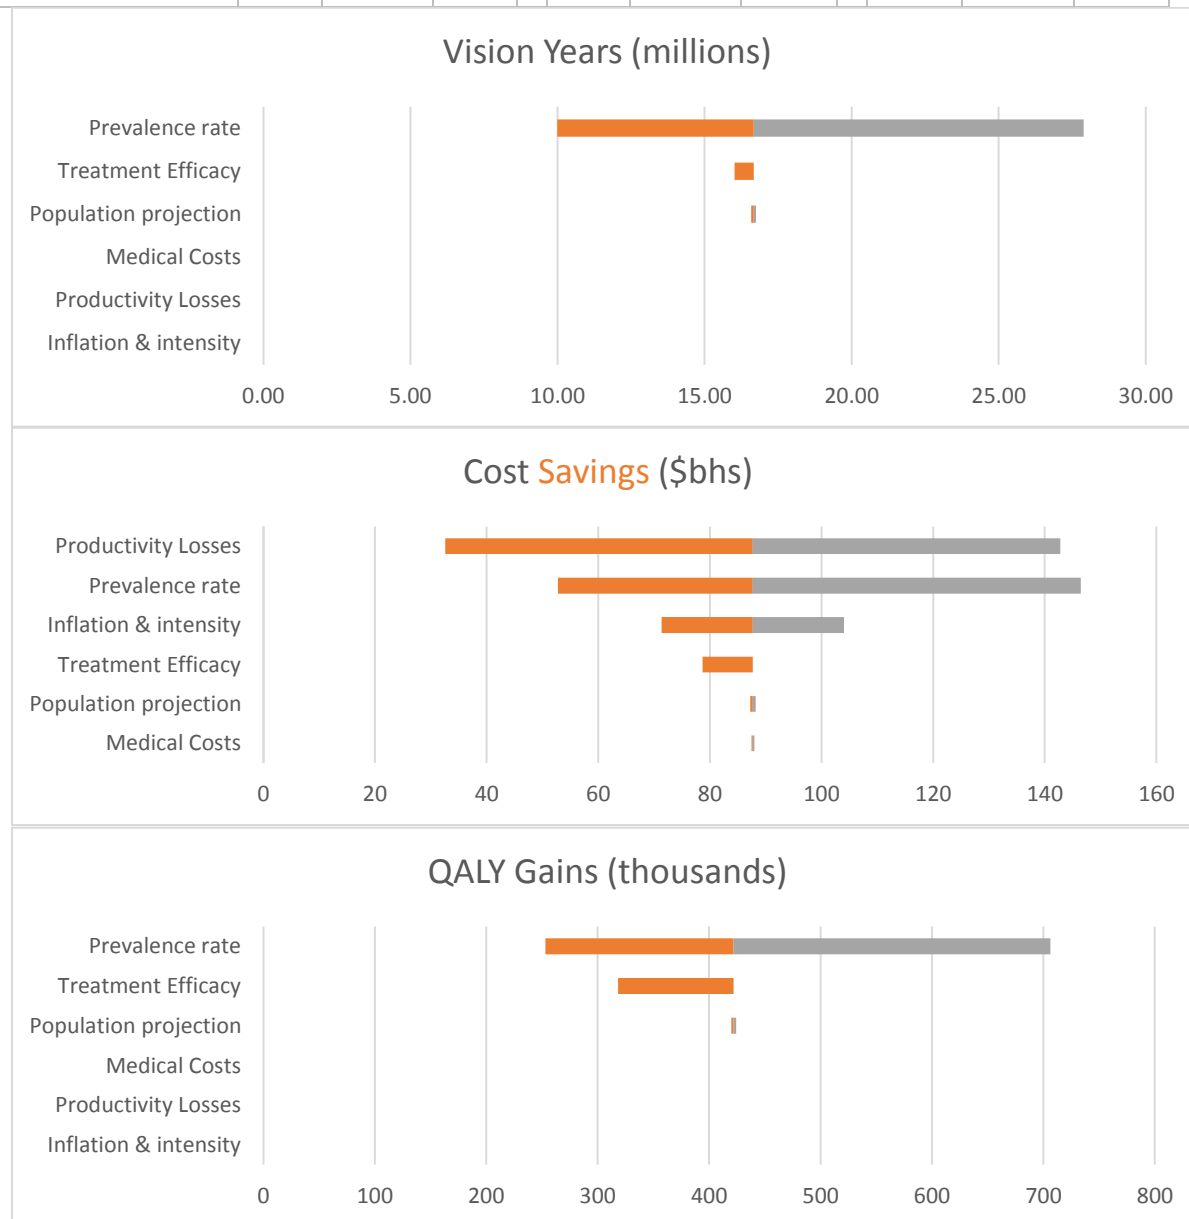 Vision Years (millions)
Prevalence rate
Treatment Efficacy
Population projection
Medical Costs
Productivity Losses
Inflation & intensity
0.00 5.00 10.00 15.00 20.00 25.00 30.00
Cost Savings ($bhs)
Productivity Losses
Prevalence rate
Inflation & intensity
Treatment Efficacy
Population projection
Medical Costs
0 20 40 60 80 100 120 140 160
QALY Gains (thousands)
Prevalence rate
Treatment Efficacy
Population projection
Medical Costs
Productivity Losses
Inflation & intensity
0 100 200 300 400 500 600 700 800